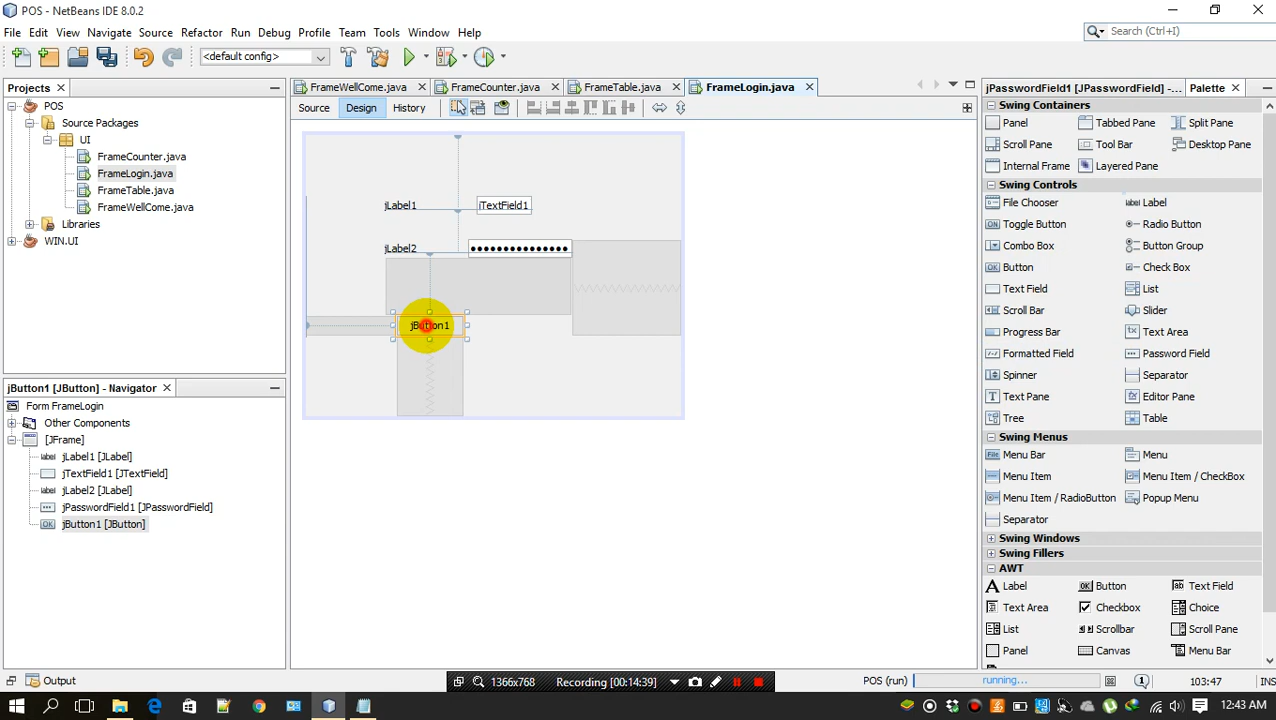 POS - NetBeans IDE 8.0.2
File Edit View Navigate Source Refactor Run Debug Profile Team Tools Window Help
Search (Ctrl+I)
<default config>
Projects
POS
Source Packages
UI
FrameCounter.java
FrameLogin.java
FrameTable.java
FrameWellCome.java
Libraries
WIN.UI
jButton1 [JButton] - Navigator
Form FrameLogin
Other Components
[JFrame]
jLabel1 [JLabel]
jTextField1 [JTextField]
jLabel2 [JLabel]
jPasswordField1 [JPasswordField]
jButton1 [JButton]
FrameWellCome.java FrameCounter.java FrameTable.java FrameLogin.java
Source Design History
jLabel1 jTextField1
jLabel2
jButton1
jPasswordField1 [JPasswordField] -... Palette
Swing Containers
Panel Tabbed Pane Split Pane
Scroll Pane Tool Bar Desktop Pane
Internal Frame Layered Pane
Swing Controls
File Chooser Label
Toggle Button Radio Button
Combo Box Button Group
Button Check Box
Text Field List
Scroll Bar Slider
Progress Bar Text Area
Formatted Field Password Field
Spinner Separator
Text Pane Editor Pane
Tree Table
Swing Menus
Menu Bar Menu
Menu Item Menu Item / CheckBox
Menu Item / RadioButton Popup Menu
Separator
Swing Windows
Swing Fillers
AWT
Label Button Text Field
Text Area Checkbox Choice
List Scrollbar Scroll Pane
Panel Canvas Menu Bar
Output
1366x768 Recording [00:14:39]
POS (run) running... 1 103:47 INS
12:43 AM